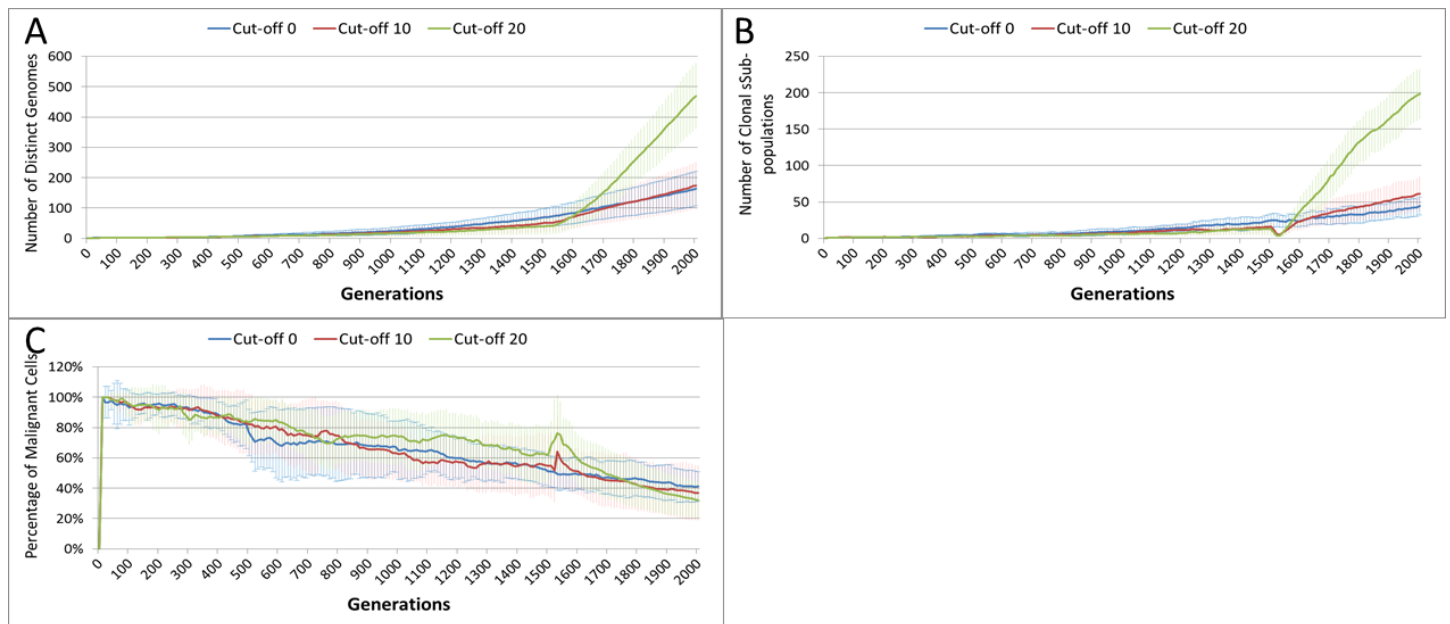 A
Cut-off 0 Cut-off 10 Cut-off 20
Number of Distinct Genomes
600
500
400
300
200
100
0
0 100 200 300 400 500 600 700 800 900 1000 1100 1200 1300 1400 1500 1600 1700 1800 1900 2000
Generations
B
Cut-off 0 Cut-off 10 Cut-off 20
Number of Clonal sSub-
populations
250
200
150
100
50
0
0 100 200 300 400 500 600 700 800 900 1000 1100 1200 1300 1400 1500 1600 1700 1800 1900 2000
Generations
C
Cut-off 0 Cut-off 10 Cut-off 20
Percentage of Malignant Cells
120%
100%
80%
60%
40%
20%
0%
0 100 200 300 400 500 600 700 800 900 1000 1100 1200 1300 1400 1500 1600 1700 1800 1900 2000
Generations